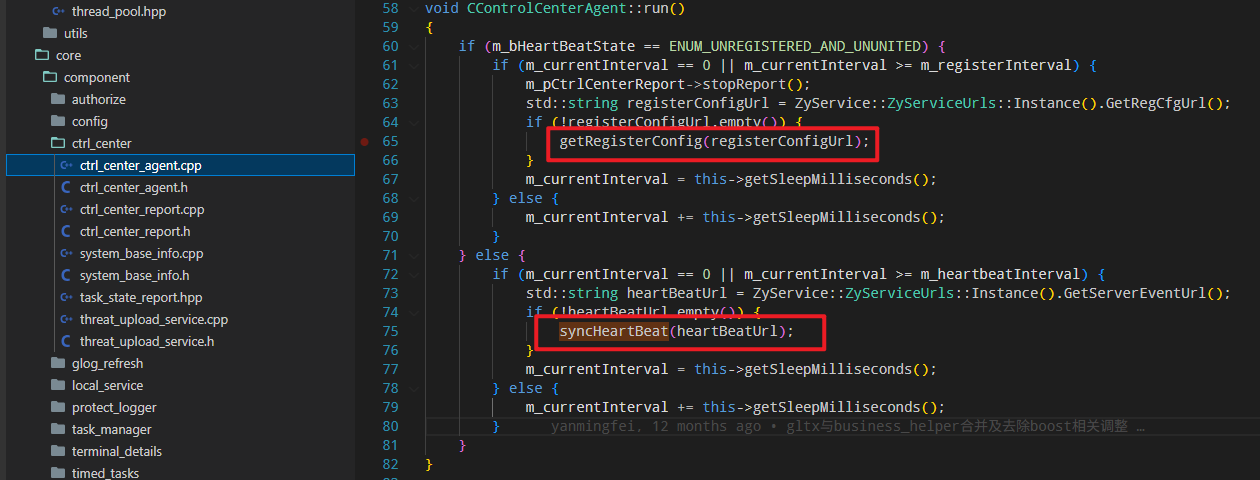 thread_pool.hpp
utils
core
component
authorize
config
ctrl_center
ctrl_center_agent.cpp
ctrl_center_agent.h
ctrl_center_report.cpp
ctrl_center_report.h
system_base_info.cpp
system_base_info.h
task_state_report.hpp
threat_upload_service.cpp
threat_upload_service.h
glog_refresh
local_service
protect_logger
task_manager
terminal_details
timed_tasks
58 void CControlCenterAgent::run()
59 {
60 if (m_bHeartBeatState == ENUM_UNREGISTERED_AND_UNUNITED) {
61 if (m_currentInterval == 0 || m_currentInterval >= m_registerInterval) {
62 m_pCtrlCenterReport->stopReport();
63 std::string registerConfigUrl = ZyService::ZyServiceUrls::Instance().GetRegCfgUrl();
64 if (!registerConfigUrl.empty()) {
65 getRegisterConfig(registerConfigUrl);
66 }
67 m_currentInterval = this->getSleepMilliseconds();
68 } else {
69 m_currentInterval += this->getSleepMilliseconds();
70 }
71 } else {
72 if (m_currentInterval == 0 || m_currentInterval >= m_heartbeatInterval) {
73 std::string heartBeatUrl = ZyService::ZyServiceUrls::Instance().GetServerEventUrl();
74 if (!heartBeatUrl.empty()) {
75 syncHeartBeat(heartBeatUrl);
76 }
77 m_currentInterval = this->getSleepMilliseconds();
78 } else {
79 m_currentInterval += this->getSleepMilliseconds();
80 } yanmingfei, 12 months ago • gltx与business_helper合并及去除boost相关调整 …
81 }
82 }